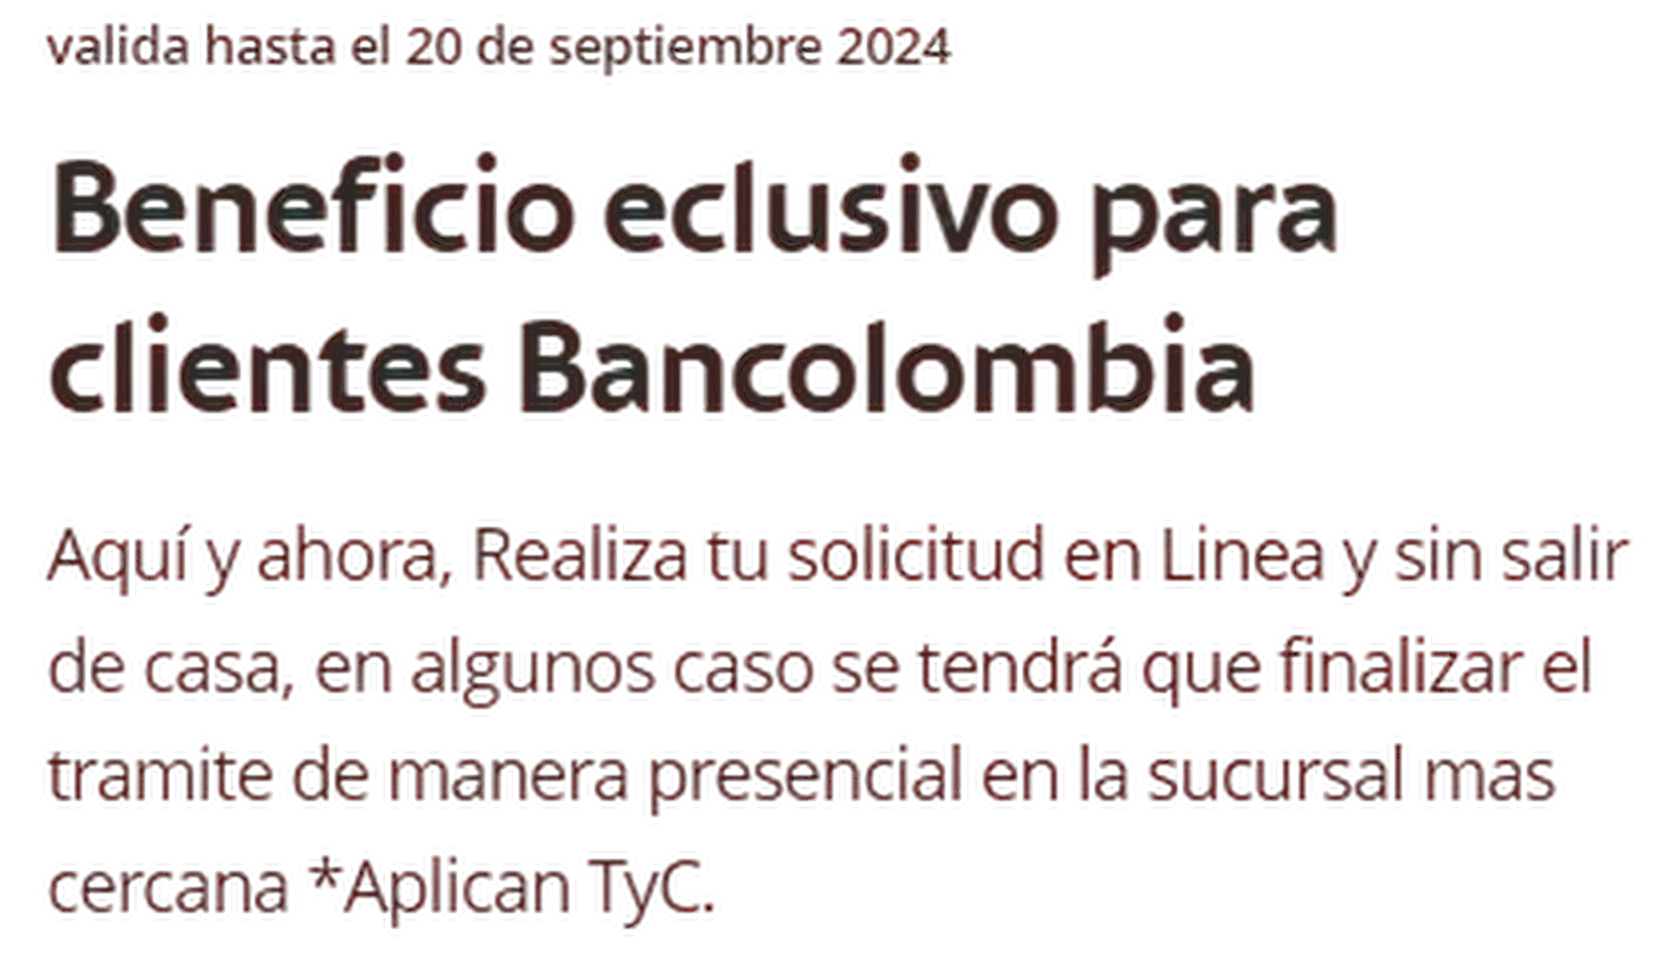 valida hasta el 20 de septiembre 2024
Beneficio eclusivo para
clientes Bancolombia
Aquí y ahora, Realiza tu solicitud en Linea y sin salir
de casa, en algunos caso se tendrá que finalizar el
tramite de manera presencial en la sucursal mas
cercana *Aplican TyC.